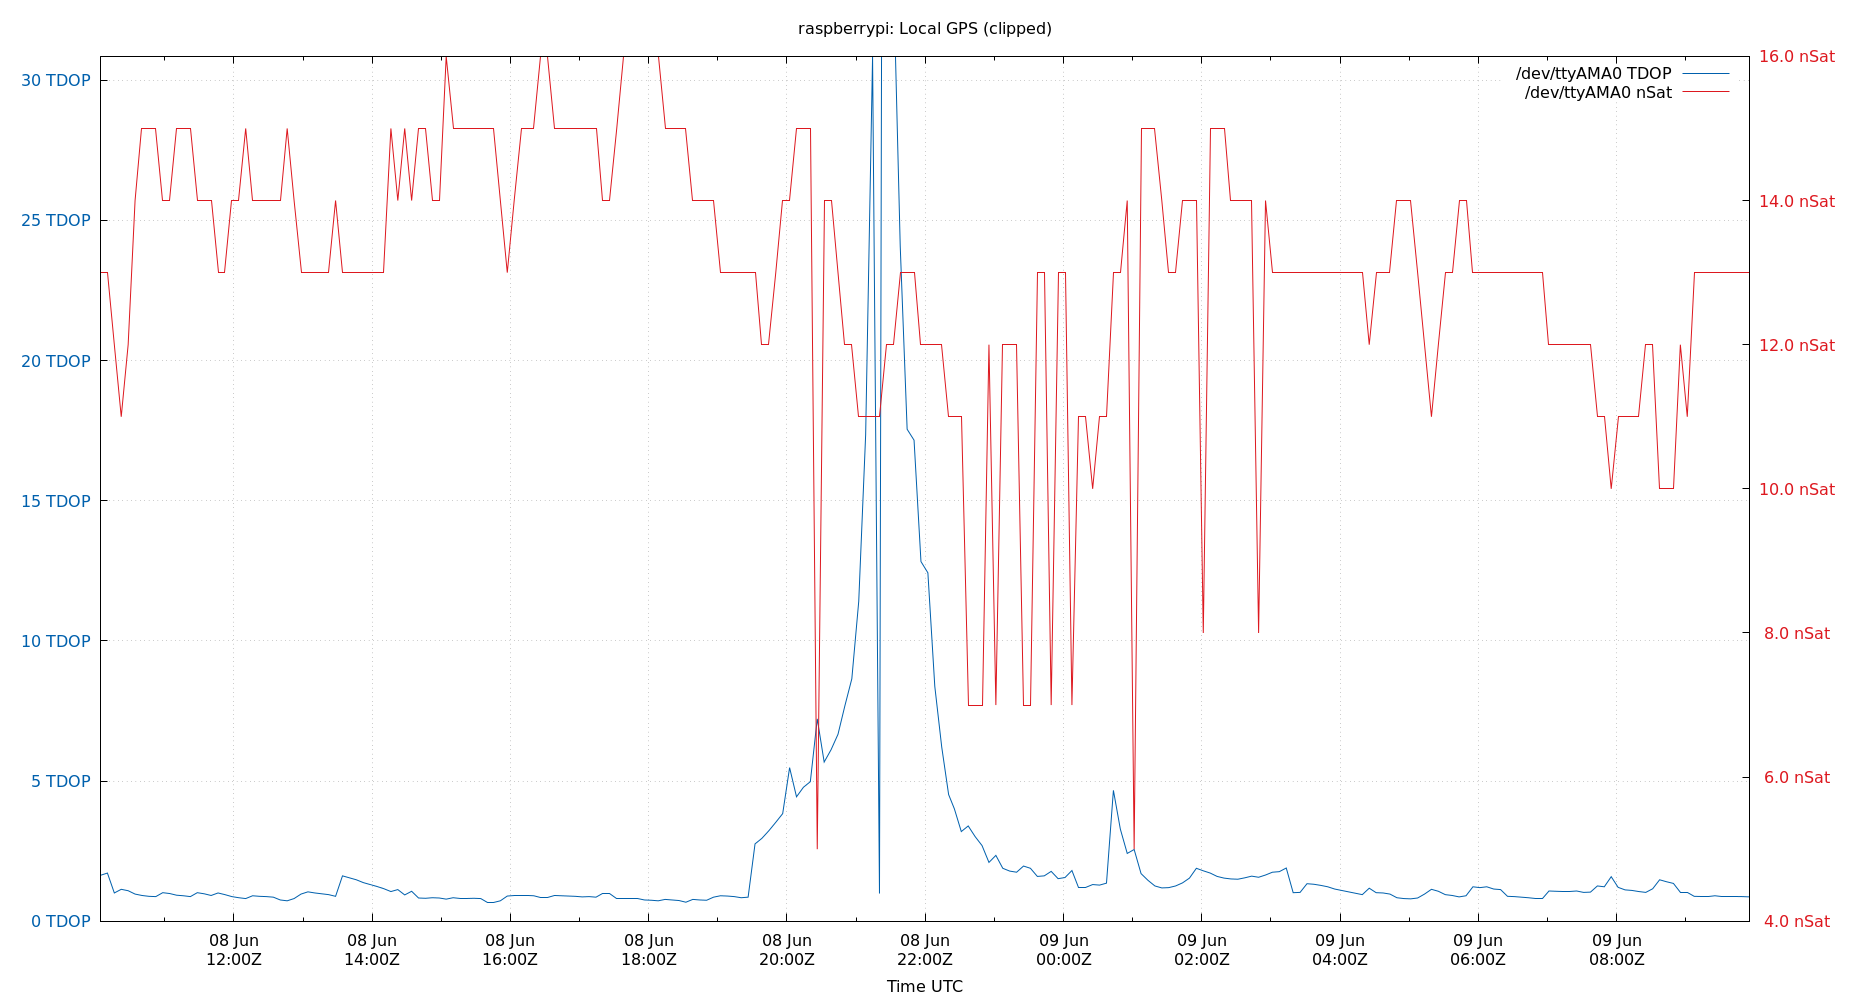 raspberrypi: Local GPS (clipped)
/dev/ttyAMA0 TDOP
/dev/ttyAMA0 nSat
30 TDOP
25 TDOP
20 TDOP
15 TDOP
10 TDOP
5 TDOP
0 TDOP
16.0 nSat
14.0 nSat
12.0 nSat
10.0 nSat
8.0 nSat
6.0 nSat
4.0 nSat
08 Jun
12:00Z
08 Jun
14:00Z
08 Jun
16:00Z
08 Jun
18:00Z
08 Jun
20:00Z
08 Jun
22:00Z
09 Jun
00:00Z
09 Jun
02:00Z
09 Jun
04:00Z
09 Jun
06:00Z
09 Jun
08:00Z
Time UTC